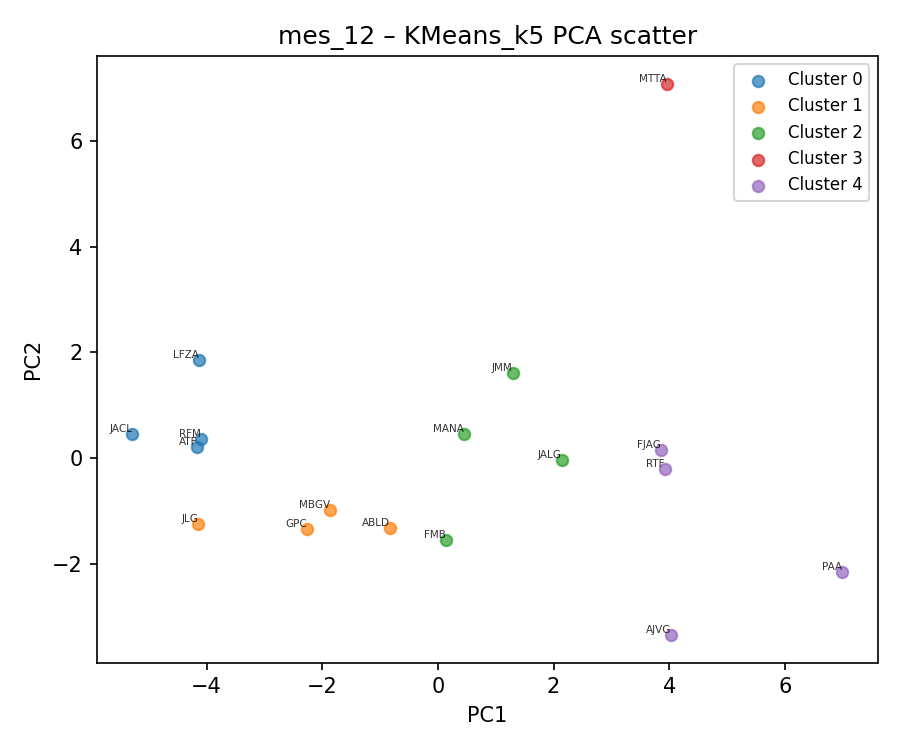 mes_12 – KMeans_k5 PCA scatter
MTTA
Cluster 0
Cluster 1
Cluster 2
Cluster 3
Cluster 4
6
4
2
0
−2
PC2
LFZA
JMM
JACL
RFM
MANA
FJAG
JALG
JLG
MBGV
GPC
ABLD
FMB
PAA
AJVG
−4
−2
0
2
4
6
PC1